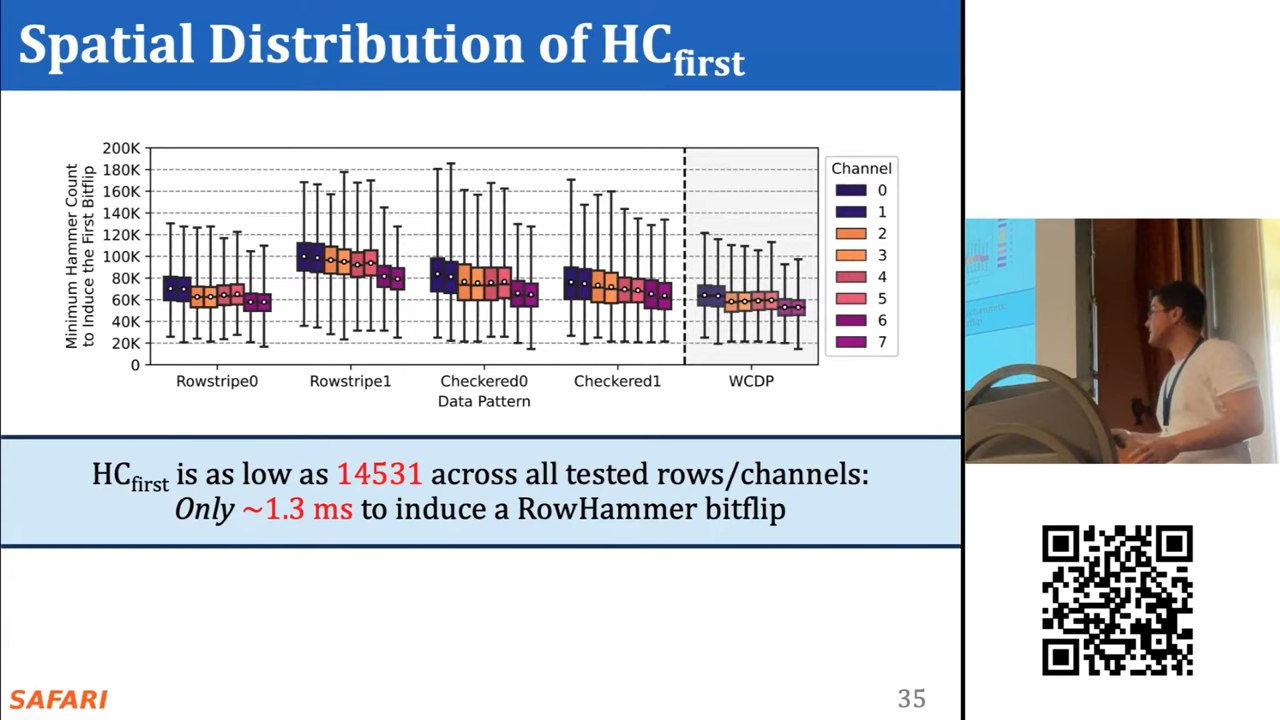 Spatial Distribution of HCfirst
Minimum Hammer Count
to Induce the First Bitflip
200K
180K
160K
140K
120K
100K
80K
60K
40K
20K
0
Rowstripe0
Rowstripe1
Checkered0
Checkered1
WCDP
Data Pattern
Channel
0
1
2
3
4
5
6
7
HCfirst is as low as 14531 across all tested rows/channels:
Only ~1.3 ms to induce a RowHammer bitflip
SAFARI
35